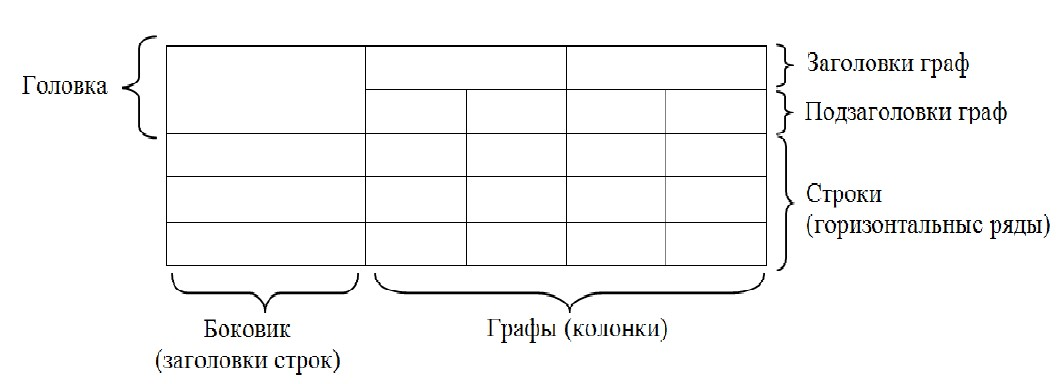 Заголовки граф
Головка
Подзаголовки граф
Строки
(горизонтальные ряды)
Боковик
(заголовки строк)
Графы (колонки)